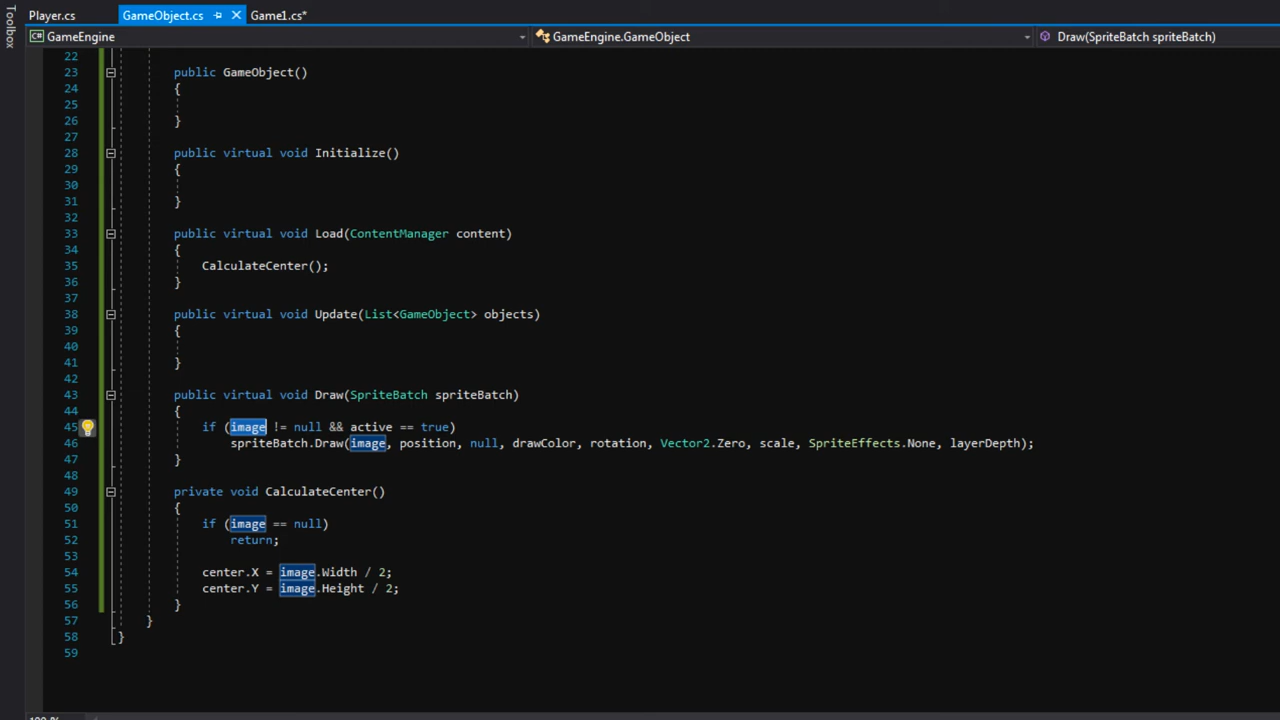 Toolbox
Player.cs GameObject.cs Game1.cs*
C# GameEngine GameEngine.GameObject Draw(SpriteBatch spriteBatch)
22
23 public GameObject()
24 {
25
26 }
27
28 public virtual void Initialize()
29 {
30
31 }
32
33 public virtual void Load(ContentManager content)
34 {
35 CalculateCenter();
36 }
37
38 public virtual void Update(List<GameObject> objects)
39 {
40
41 }
42
43 public virtual void Draw(SpriteBatch spriteBatch)
44 {
45 if (image != null && active == true)
46 spriteBatch.Draw(image, position, null, drawColor, rotation, Vector2.Zero, scale, SpriteEffects.None, layerDepth);
47 }
48
49 private void CalculateCenter()
50 {
51 if (image == null)
52 return;
53
54 center.X = image.Width / 2;
55 center.Y = image.Height / 2;
56 }
57 }
58 }
59